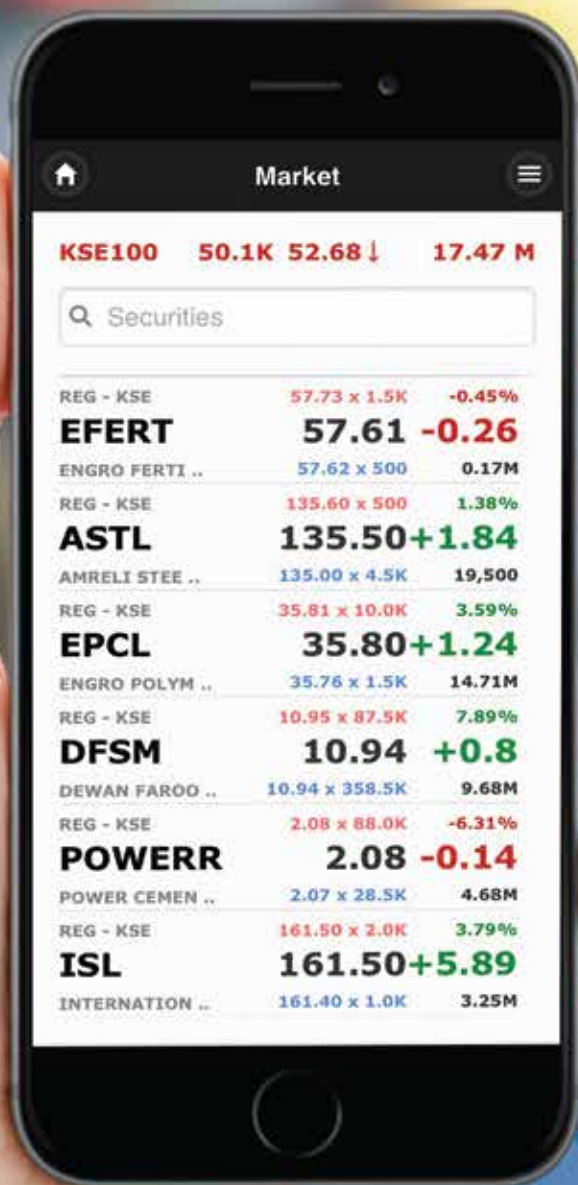 Market
KSE100 50.1K 52.68↓ 17.47 M
Securities
REG - KSE 57.73 x 1.5K -0.45%
EFERT 57.61 -0.26
ENGRO FERTI .. 57.62 x 500 0.17M
REG - KSE 135.60 x 500 1.38%
ASTL 135.50 +1.84
AMRELI STEE .. 135.00 x 4.5K 19,500
REG - KSE 35.81 x 10.0K 3.59%
EPCL 35.80 +1.24
ENGRO POLYM .. 35.76 x 1.5K 14.71M
REG - KSE 10.95 x 87.5K 7.89%
DFSM 10.94 +0.8
DEWAN FAROO .. 10.94 x 358.5K 9.68M
REG - KSE 2.08 x 88.0K -6.31%
POWERR 2.08 -0.14
POWER CEMEN .. 2.07 x 28.5K 4.68M
REG - KSE 161.50 x 2.0K 3.79%
ISL 161.50 +5.89
INTERNATION .. 161.40 x 1.0K 3.25M